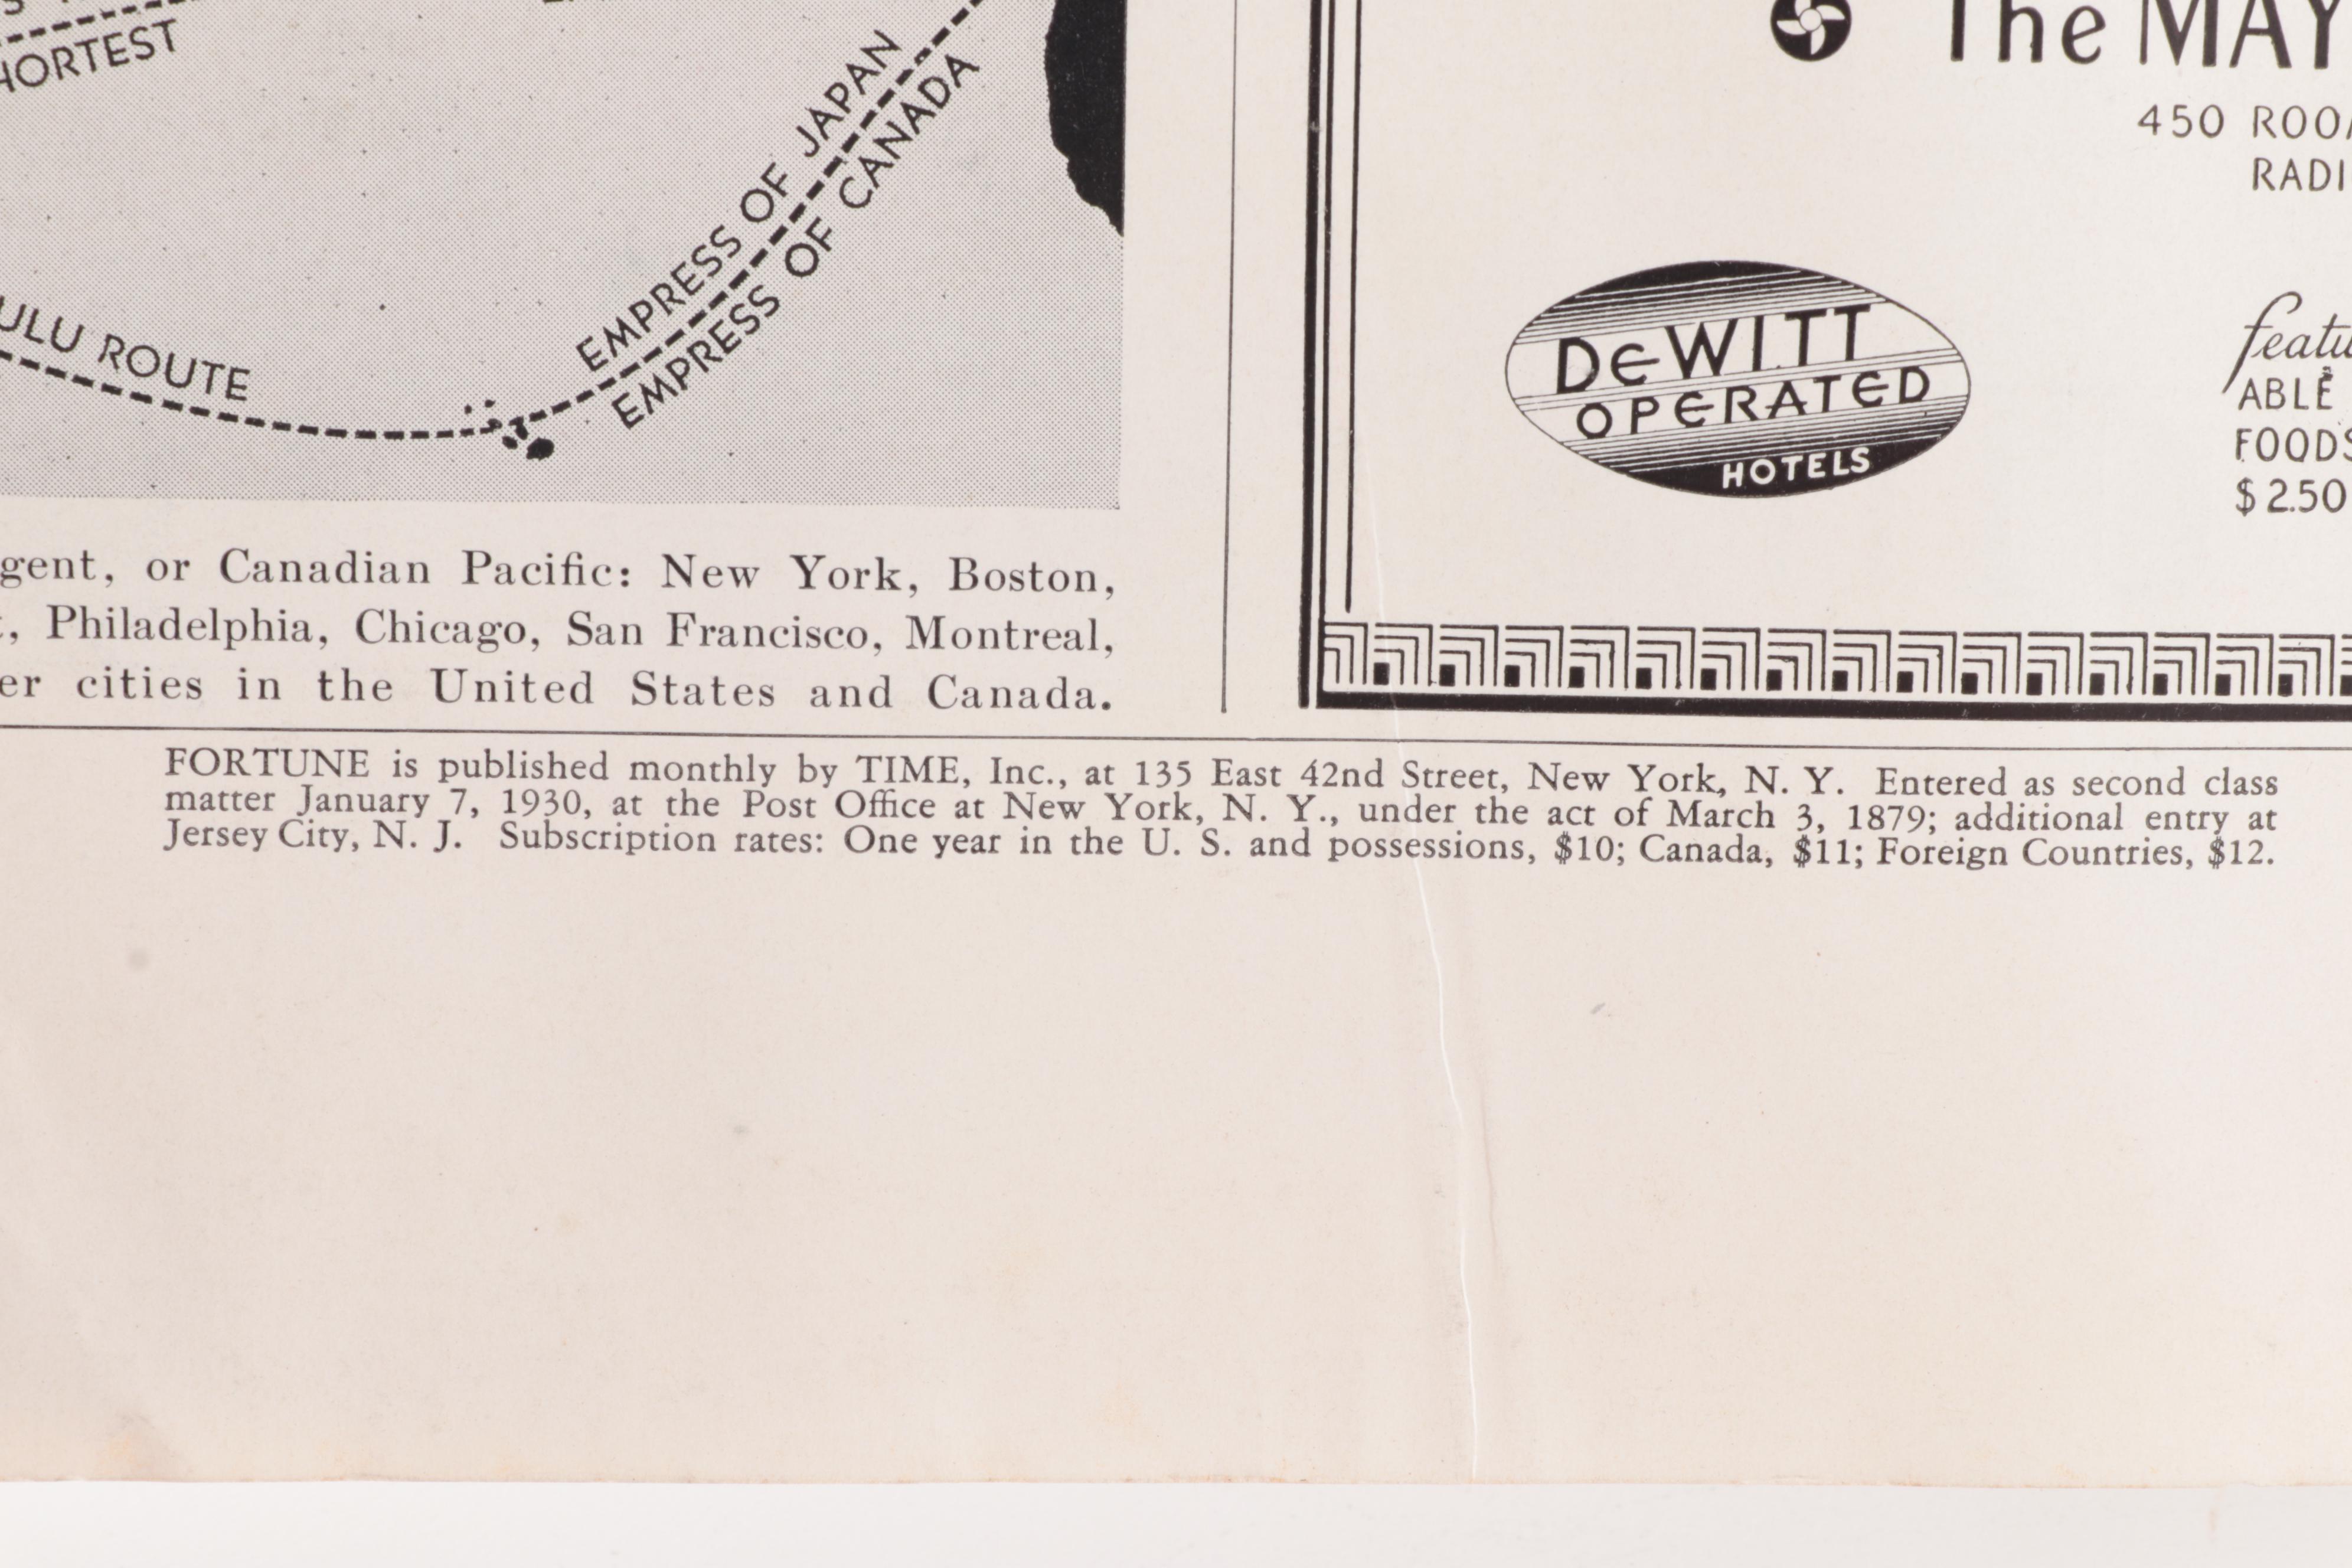 HORTEST
EMPRESS OF JAPAN
EMPRESS OF CANADA
ROUTE
gent, or Canadian Pacific: New York, Boston,
Philadelphia, Chicago, San Francisco, Montreal,
er cities in the United States and Canada.
The MAY
450 ROO
RADI
DeWITT
OPERATED
HOTELS
featu
ABLE
FOODS
$2.50
FORTUNE is published monthly by TIME, Inc., at 135 East 42nd Street, New York, N. Y. Entered as second class
matter January 7, 1930, at the Post Office at New York, N. Y., under the act of March 3, 1879; additional entry at
Jersey City, N. J. Subscription rates: One year in the U. S. and possessions, $10; Canada, $11; Foreign Countries, $12.